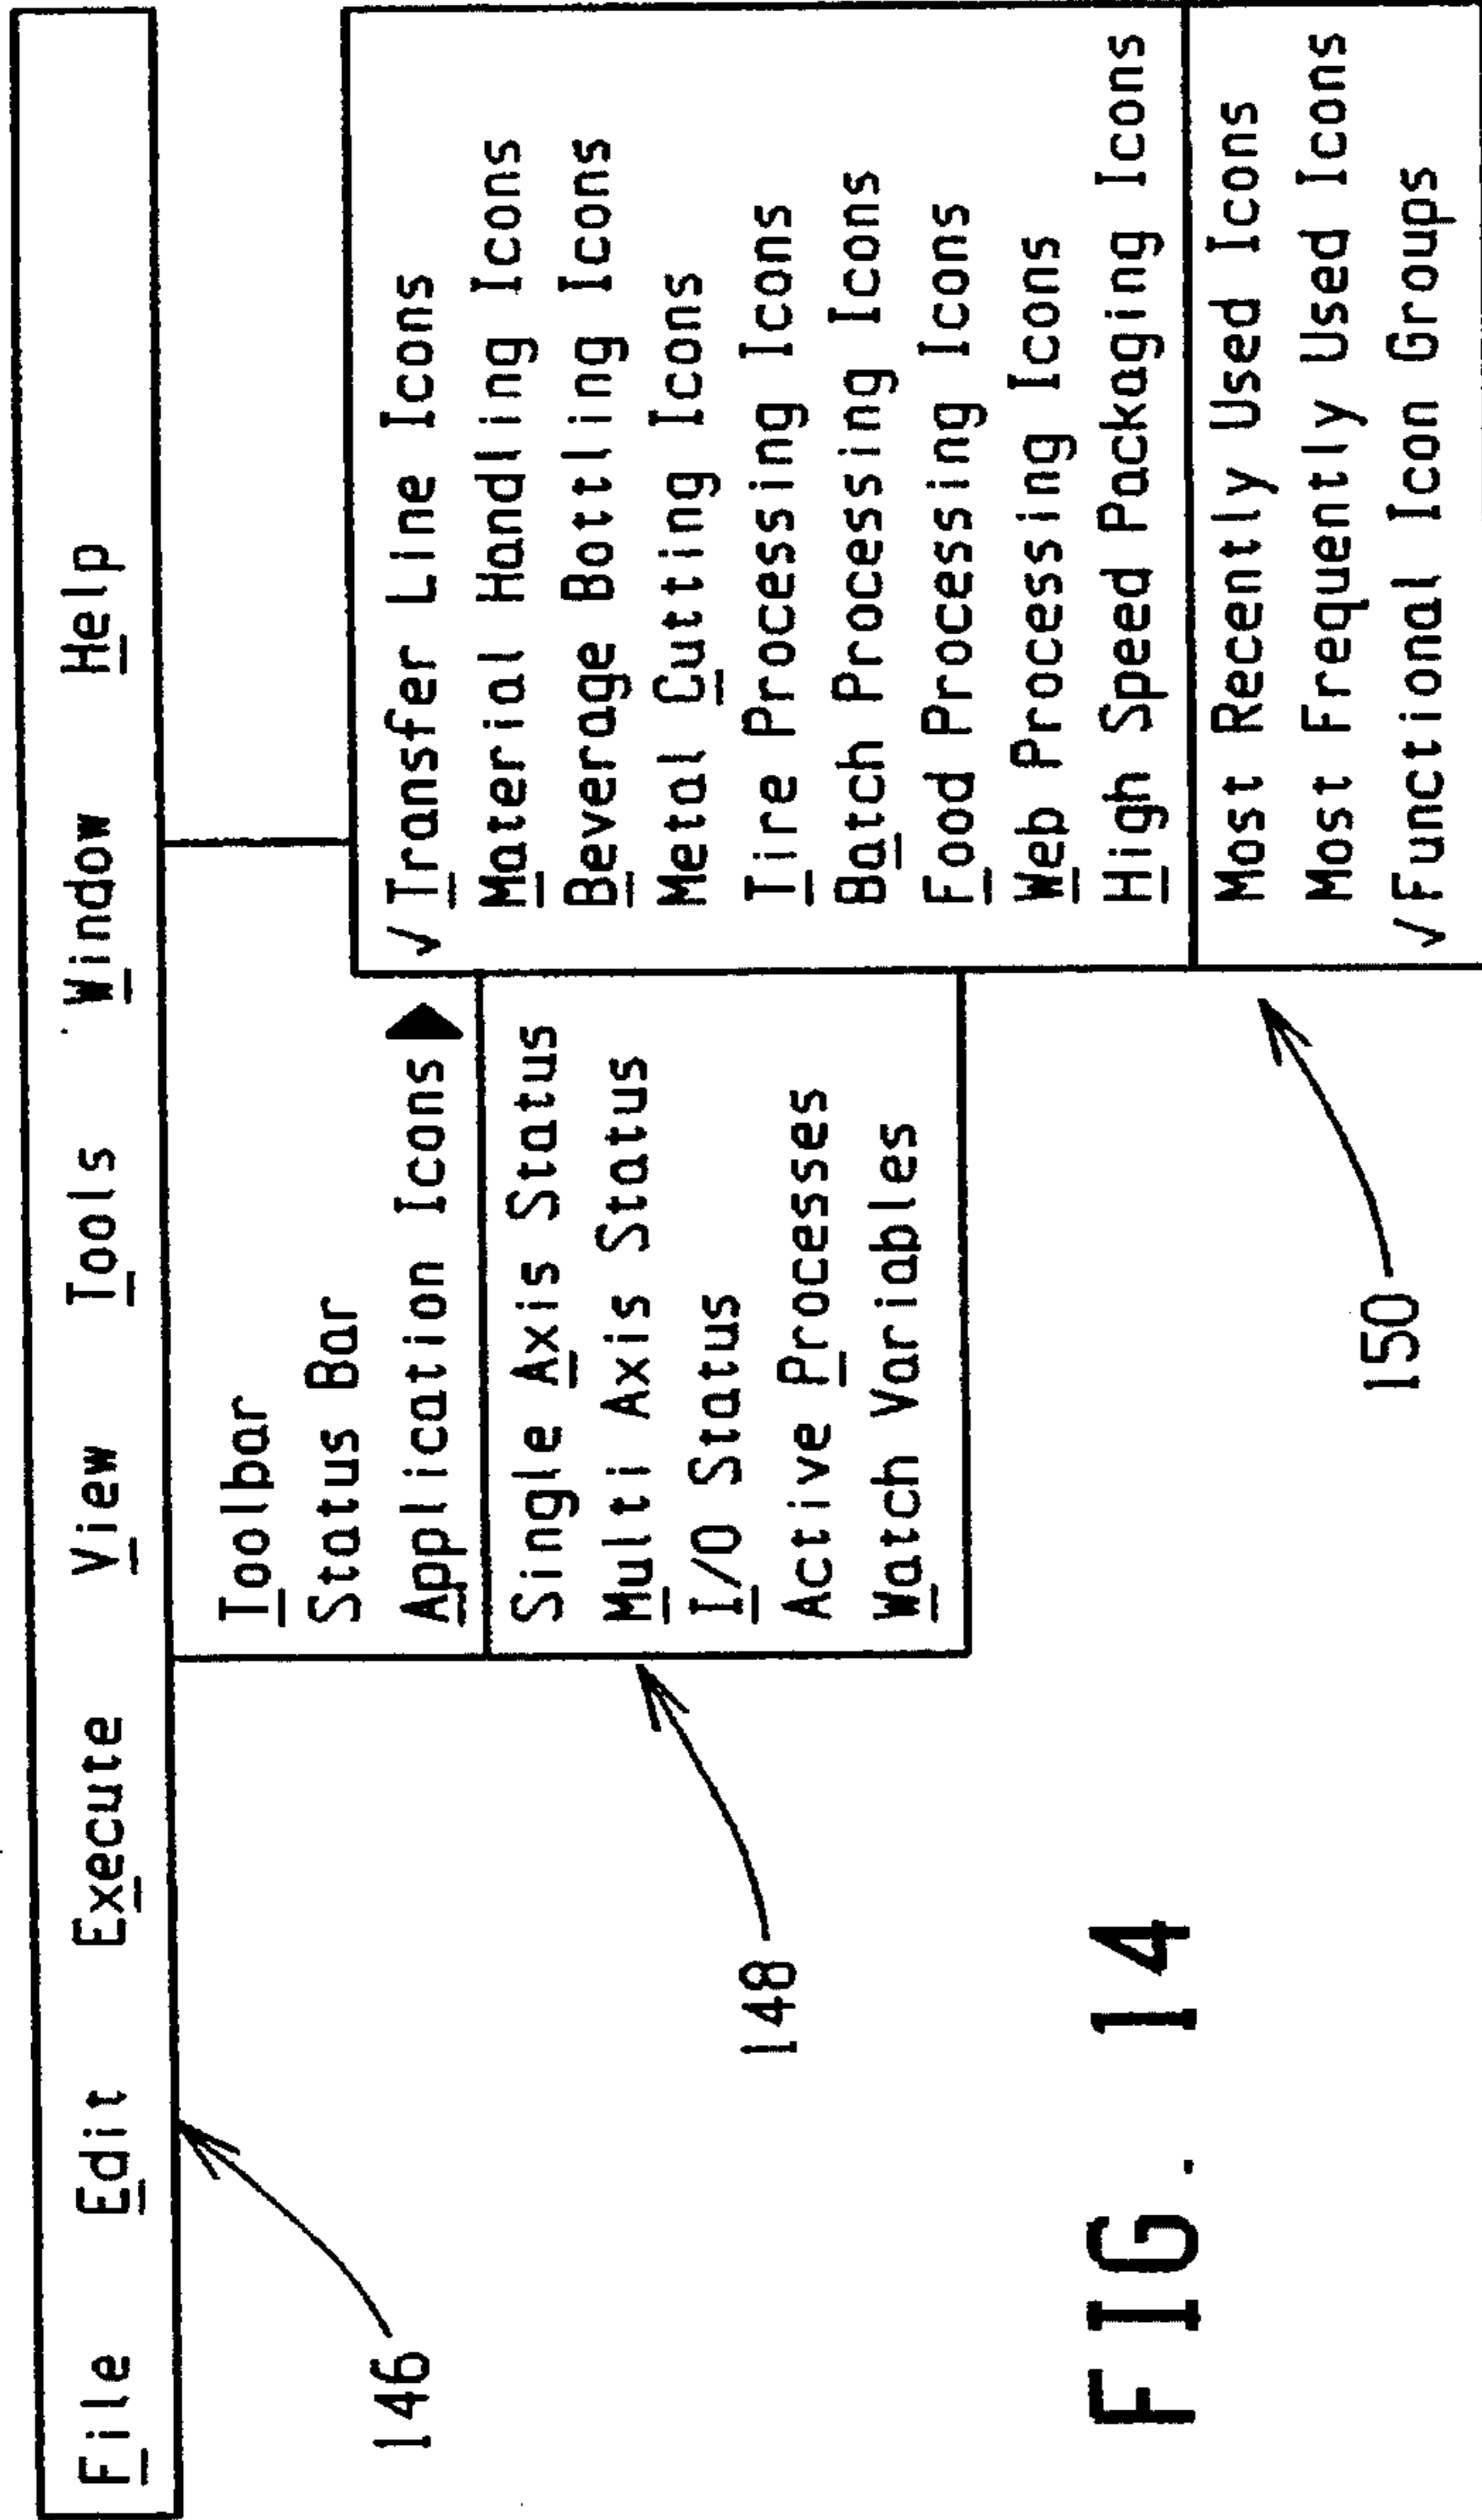 File Edit Execute View Tools Window Help
Toolbar
Status Bar
Application Icons
Single Axis Status
Multi Axis Status
I/O Status
Active Processes
Watch Variables
√ Transfer Line Icons
Material Handling Icons
Beverage Bottling Icons
Metal Cutting Icons
Tire Processing Icons
Batch Processing Icons
Food Processing Icons
Web Processing Icons
High Speed Packaging Icons
Most Recently Used Icons
Most Frequently Used Icons
√ Functional Icon Groups
146
148
150
FIG. 14